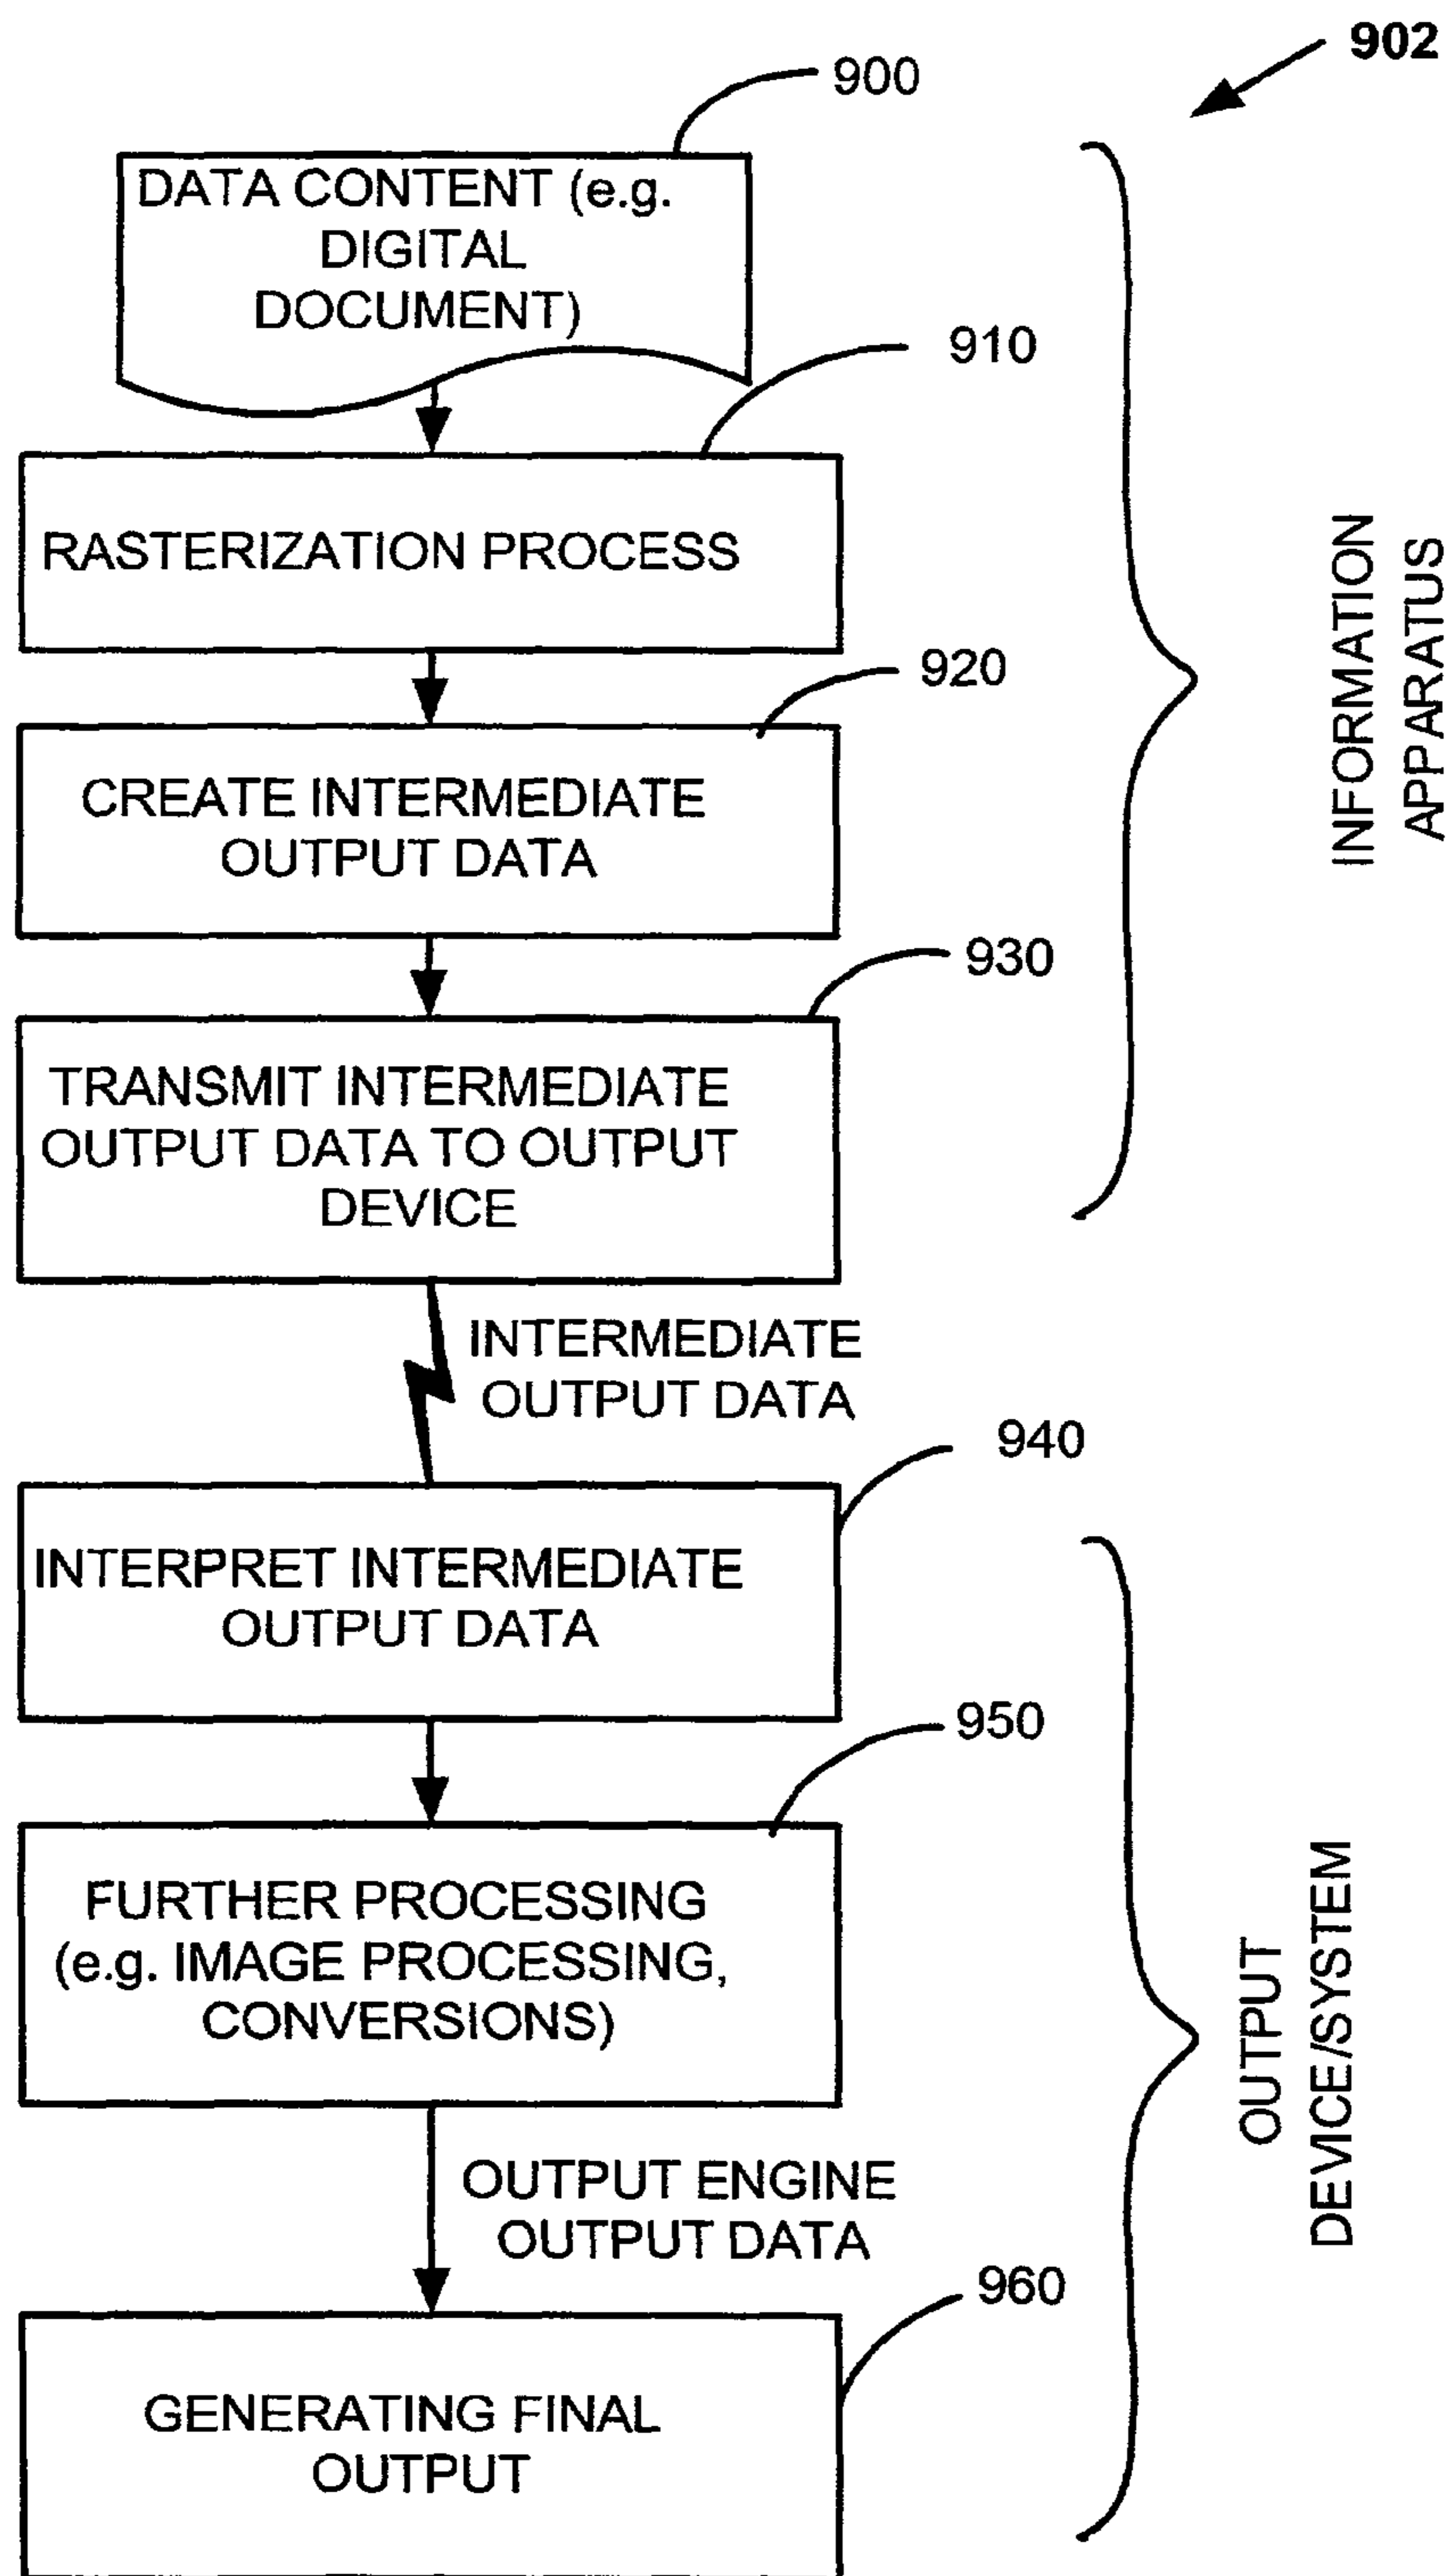 902
900
DATA CONTENT (e.g.
DIGITAL
DOCUMENT)
910
RASTERIZATION PROCESS
920
CREATE INTERMEDIATE
OUTPUT DATA
930
TRANSMIT INTERMEDIATE
OUTPUT DATA TO OUTPUT
DEVICE
INFORMATION
APPARATUS
INTERMEDIATE
OUTPUT DATA
940
INTERPRET INTERMEDIATE
OUTPUT DATA
950
FURTHER PROCESSING
(e.g. IMAGE PROCESSING,
CONVERSIONS)
OUTPUT ENGINE
OUTPUT DATA
960
GENERATING FINAL
OUTPUT
OUTPUT
DEVICE/SYSTEM